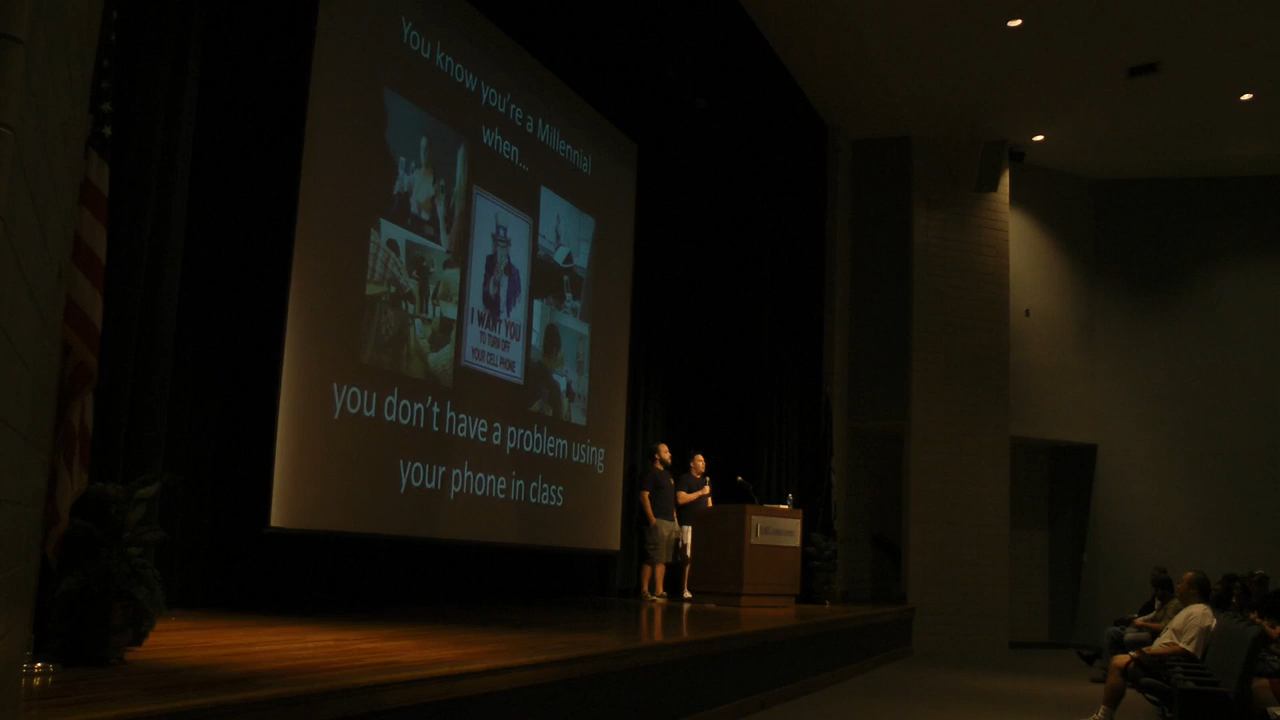 You know you're a Millennial
when...
I WANT YOU
TO TURN OFF
YOUR CELL PHONE
you don't have a problem using
your phone in class